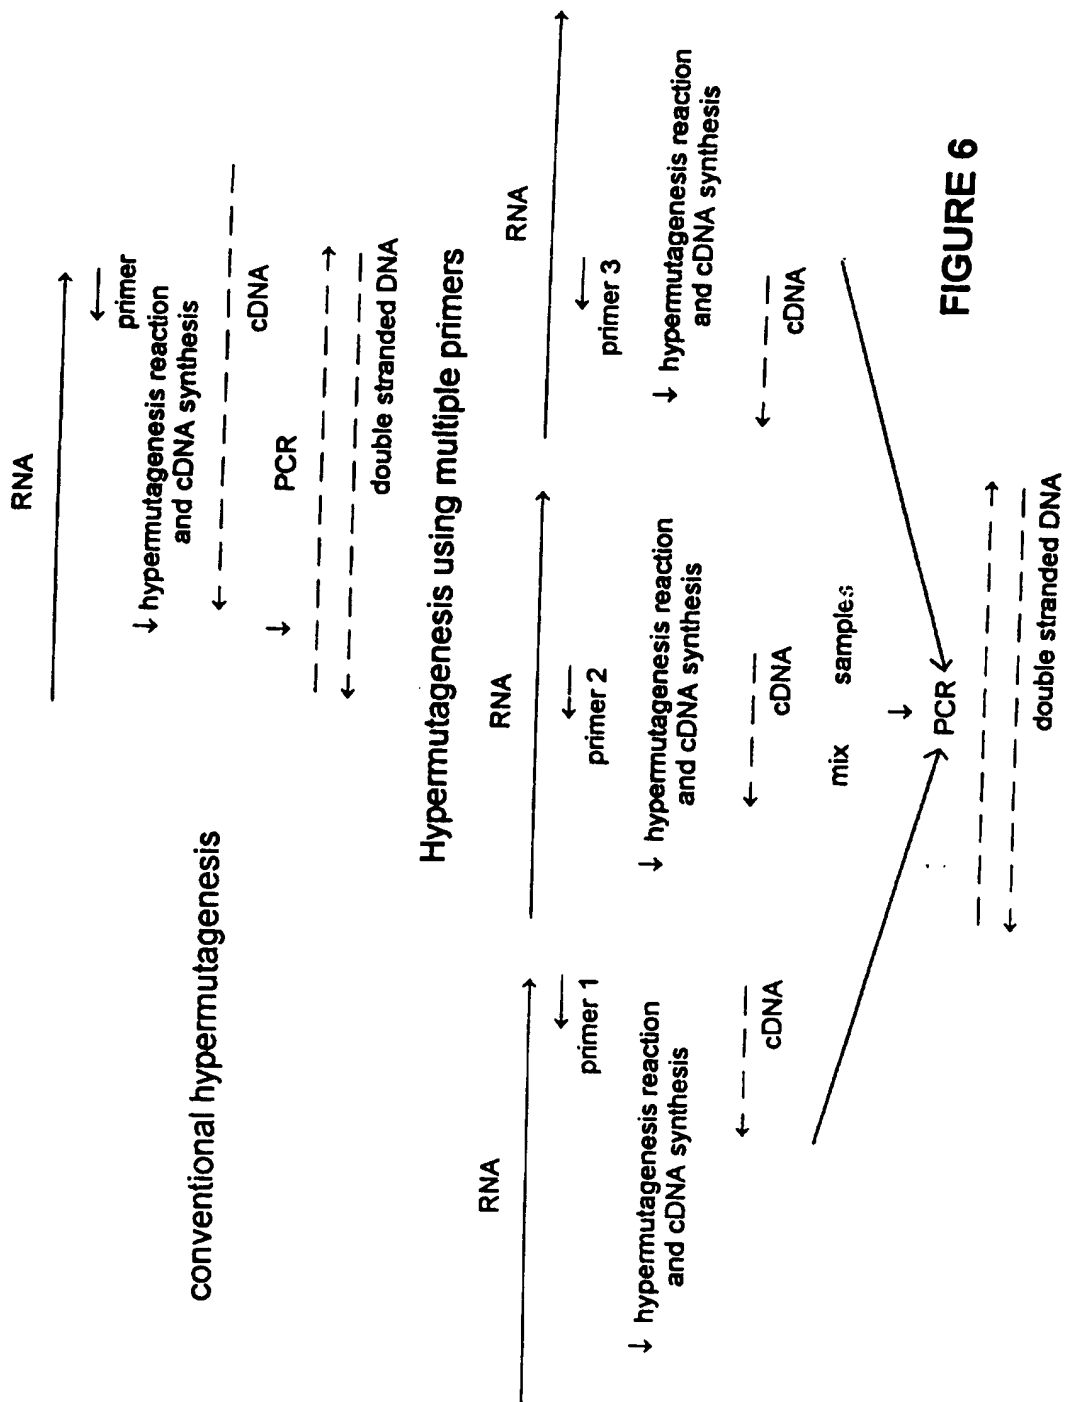 conventional hypermutagenesis
RNA
primer
hypermutagenesis reaction
and cDNA synthesis
cDNA
PCR
double stranded DNA
Hypermutagenesis using multiple primers
RNA
primer 1
hypermutagenesis reaction
and cDNA synthesis
cDNA
RNA
primer 2
hypermutagenesis reaction
and cDNA synthesis
cDNA
RNA
primer 3
hypermutagenesis reaction
and cDNA synthesis
cDNA
mix samples
PCR
double stranded DNA
FIGURE 6